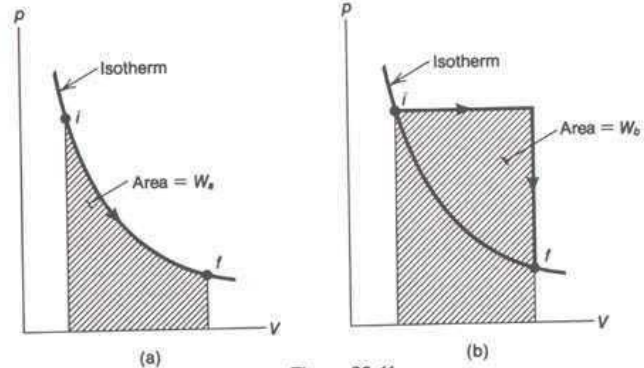 p
Isotherm
i
Area = Wa
f
V
(a)
p
Isotherm
i
Area = Wb
f
V
(b)